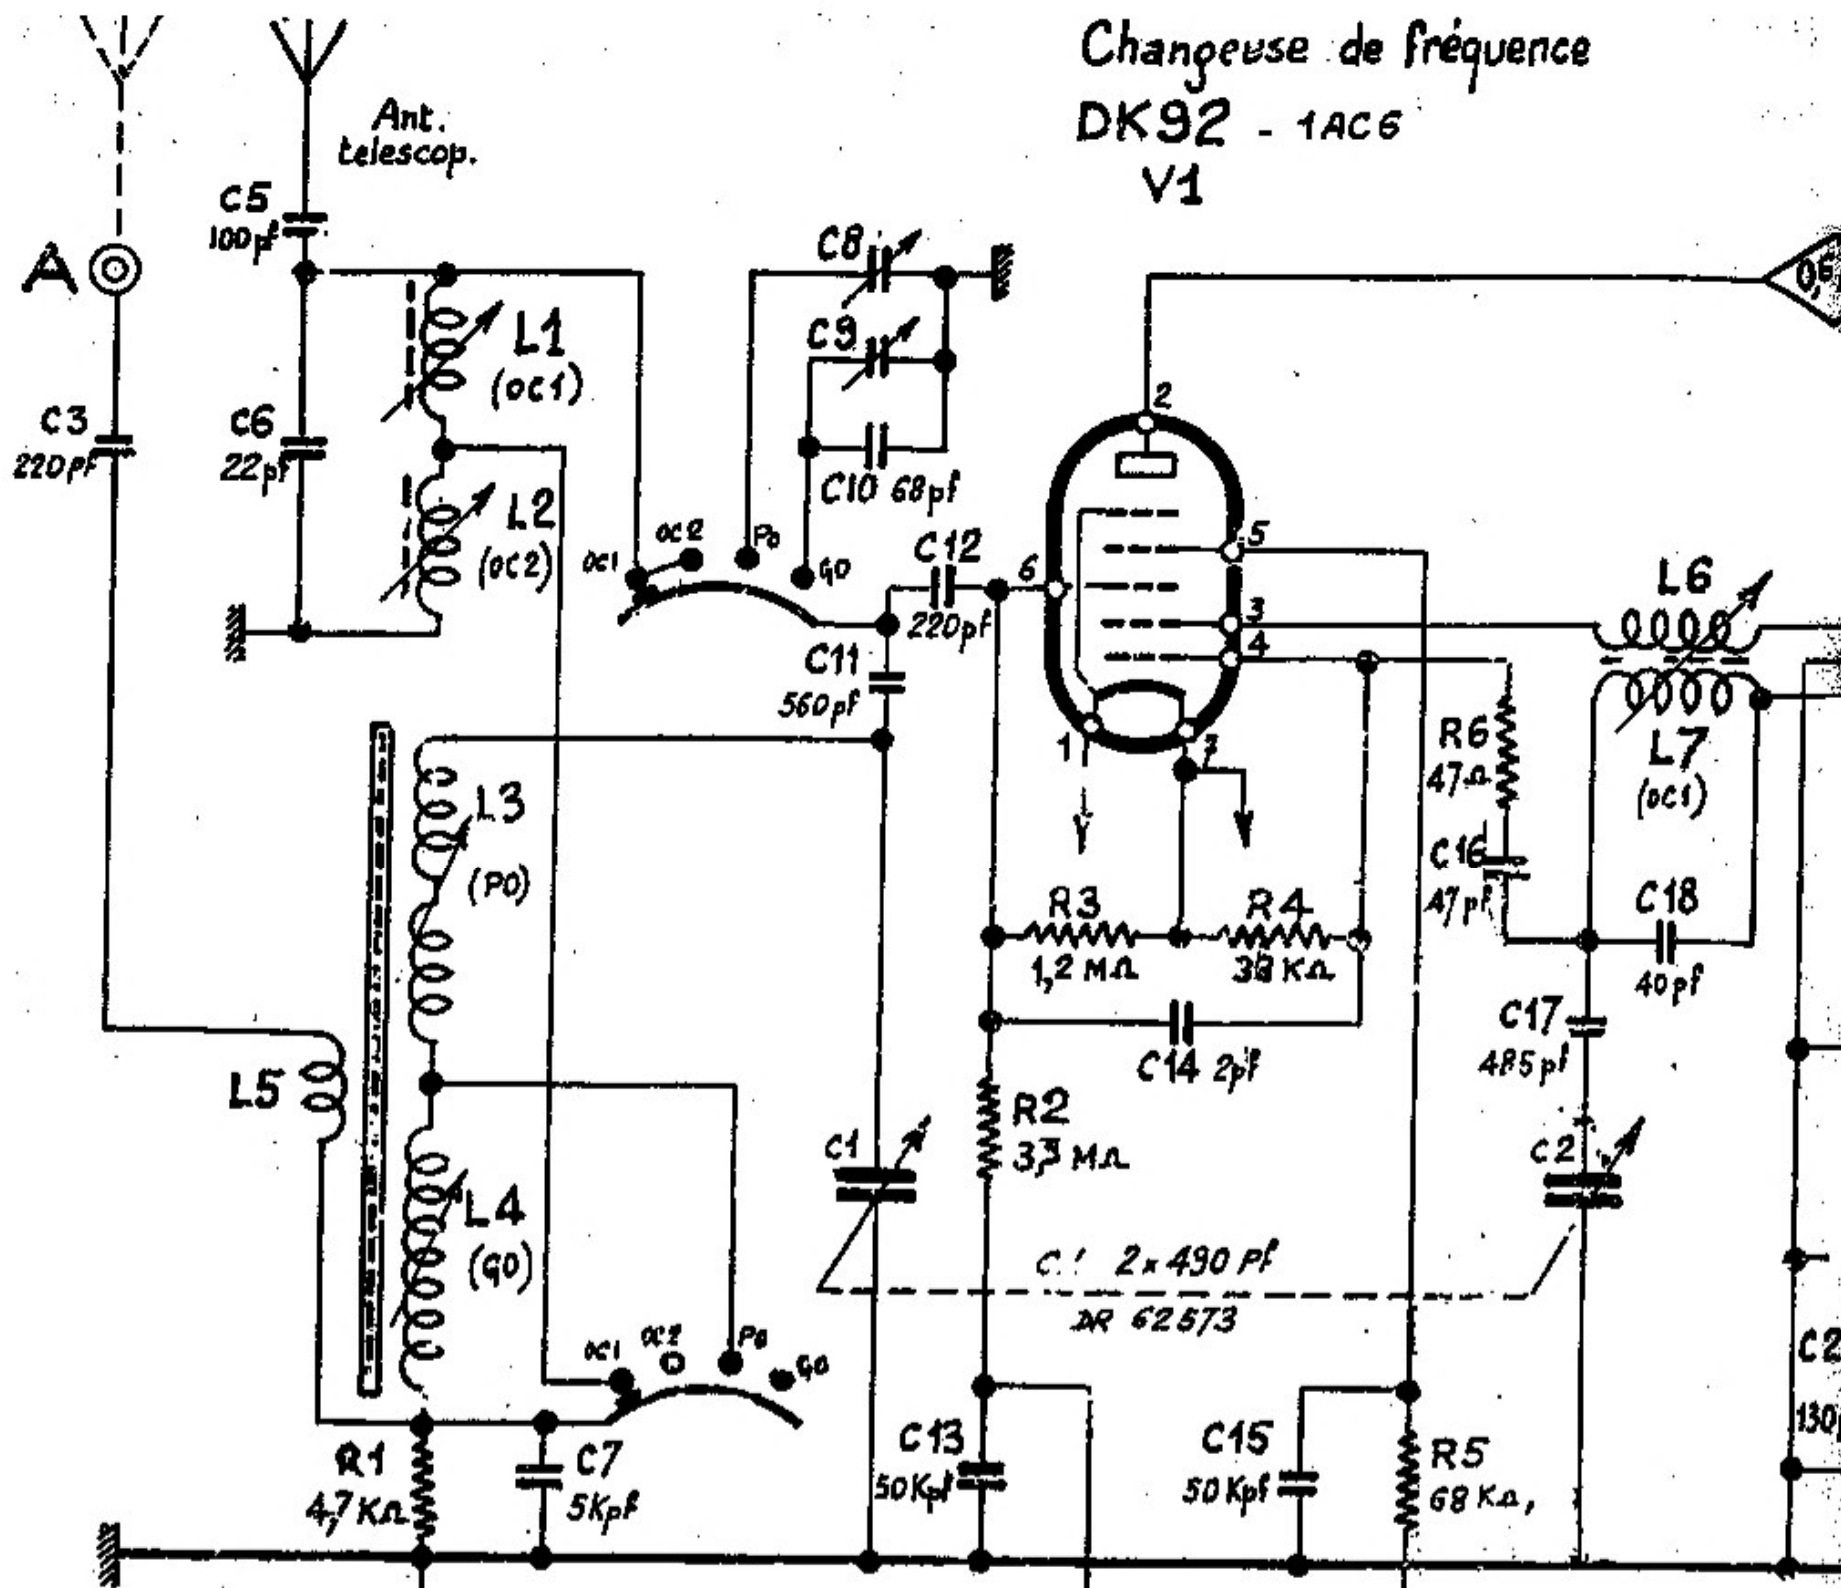 Changeuse de fréquence
DK92 - 1AC6
V1
Ant.
telescop.
C5
100pf
A
C8
C9
L1
(OC1)
C3
220pf
C6
22pf
C10 68pf
L2
(OC2)
OC1
OC2
PO
GO
C12
220pf
C11
560pf
2
5
6
3
4
1
7
L6
L7
(OC1)
R6
47Ω
C16
47pf
L3
(PO)
R3
1,2 MΩ
R4
33 KΩ
C18
40pf
C14 2pf
C17
485pf
L5
R2
3,3 MΩ
C1
C2
L4
(GO)
2x490 Pf
DR 62573
OC1
OC2
PO
GO
C2
130
R1
4,7 KΩ
C7
5Kpf
C13
50Kpf
C15
50Kpf
R5
68 KΩ,